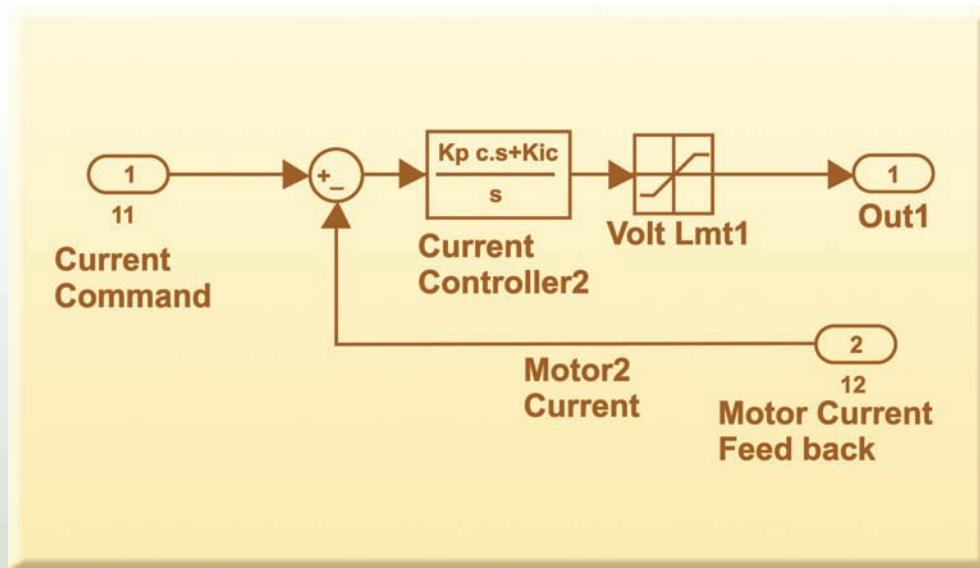 1
11
Current
Command
+
–
Kp c.s+Kic
s
Current
Controller2
Volt Lmt1
1
Out1
Motor2
Current
2
12
Motor Current
Feed back